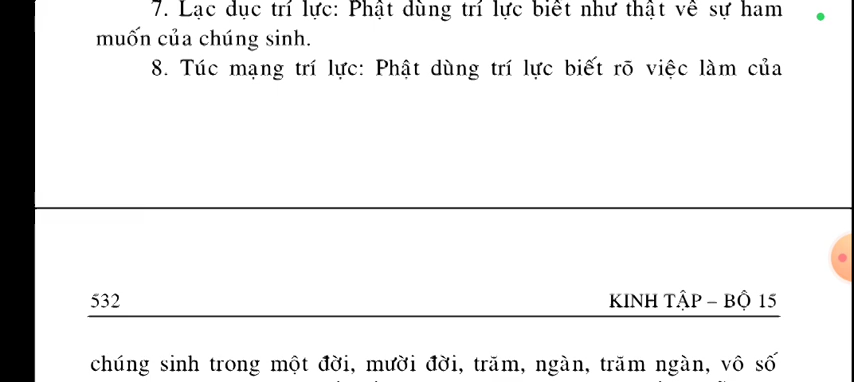 7. Lạc dục trí lực: Phật dùng trí lực biết như thật về sự ham
muốn của chúng sinh.
8. Túc mạng trí lực: Phật dùng trí lực biết rõ việc làm của
532
KINH TẬP – BỘ 15
chúng sinh trong một đời, mười đời, trăm, ngàn, trăm ngàn, vô số